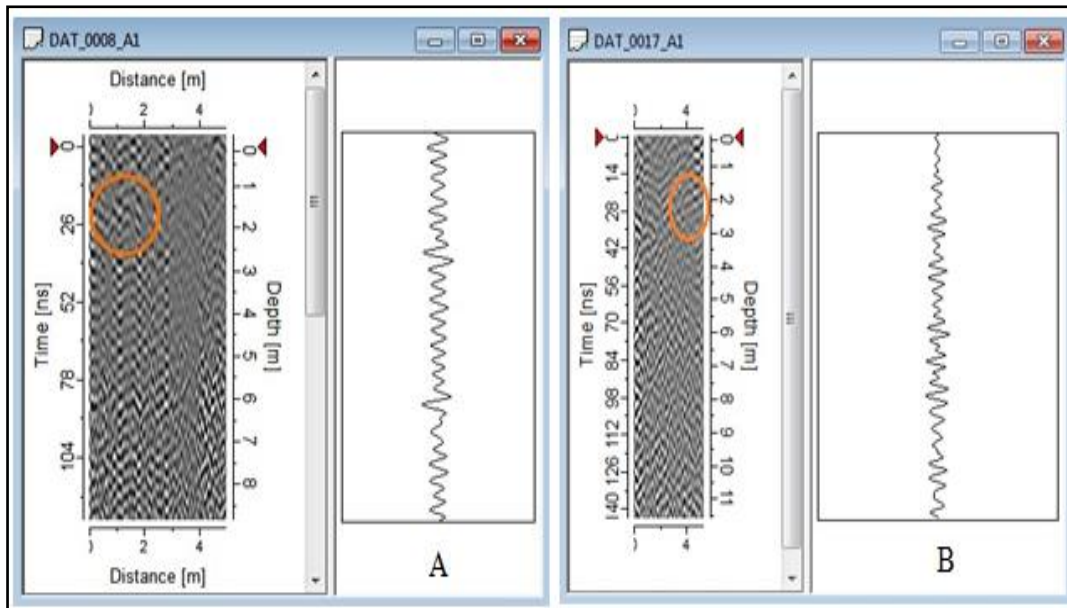 DAT_0008_A1
Distance [m]
2 4
0 26 52 78 104
Time [ns]
0 1 2 3 4 5 6 7 8
Depth [m]
2 4
Distance [m]
A
DAT_0017_A1
4
14 28 42 56 70 84 98 112 126 140
Time [ns]
0 1 2 3 4 5 6 7 8 9 10 11
Depth [m]
4
B